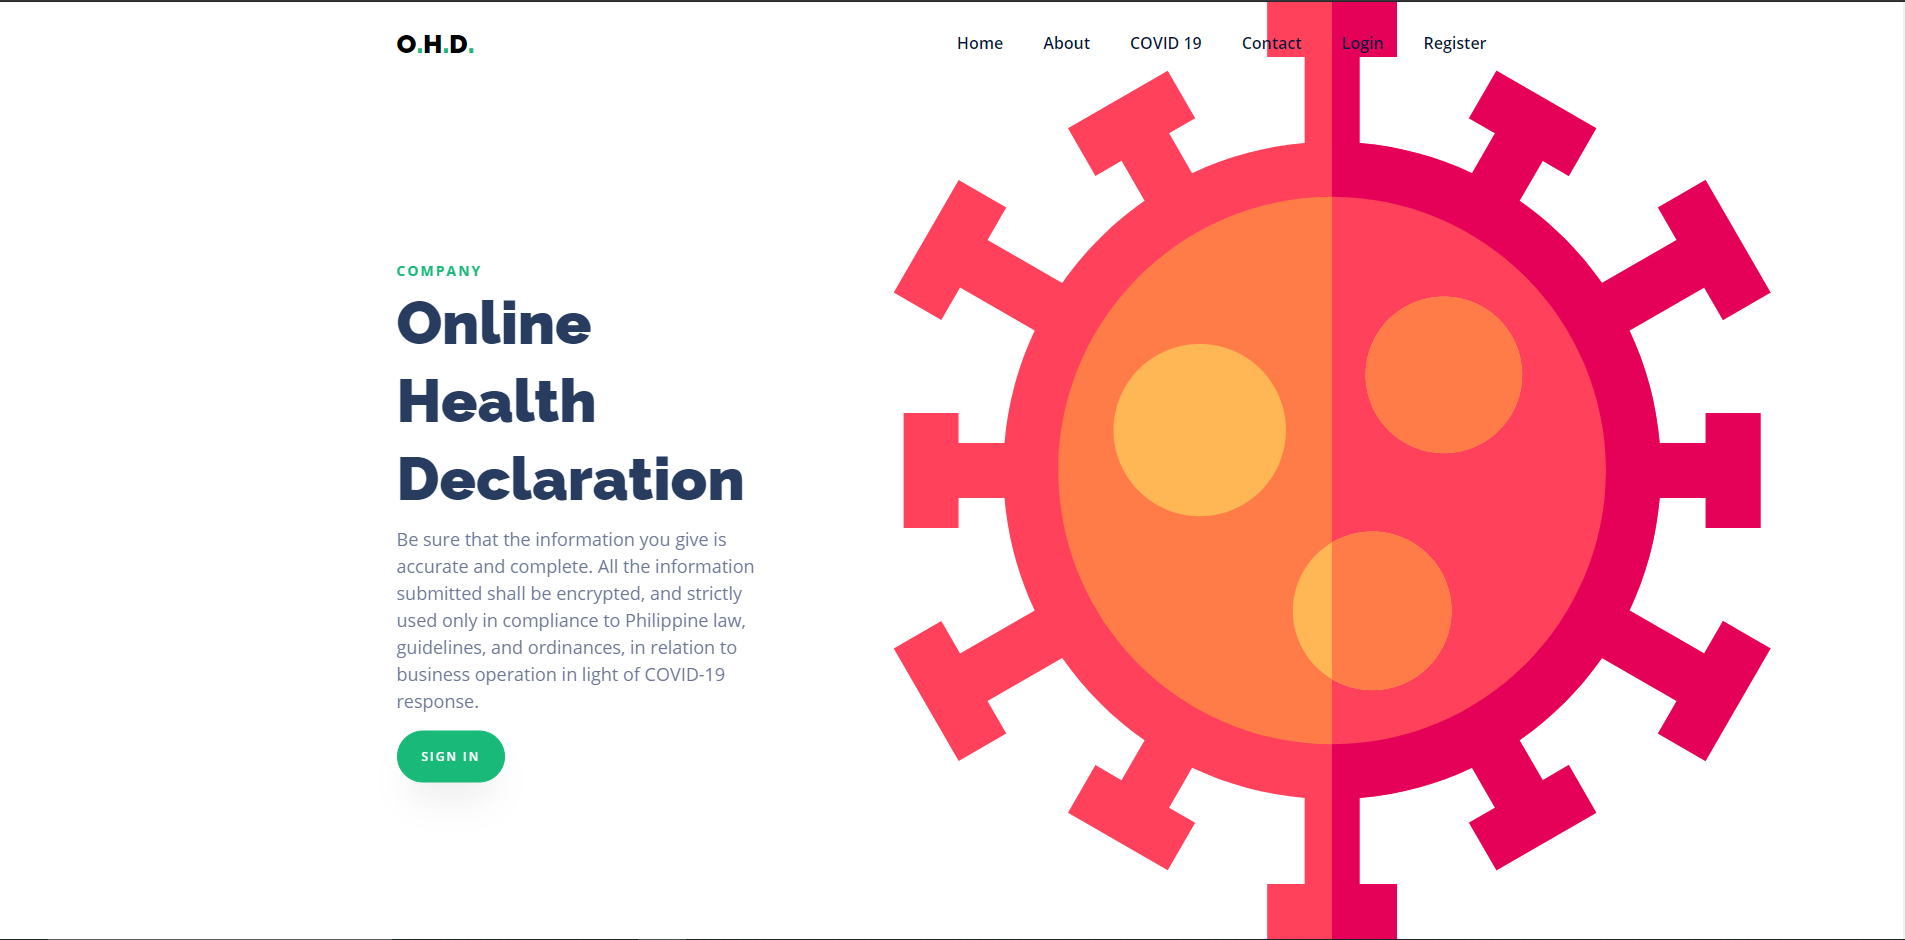 O.H.D.
Home About COVID 19 Contact Login Register
COMPANY
Online
Health
Declaration
Be sure that the information you give is
accurate and complete. All the information
submitted shall be encrypted, and strictly
used only in compliance to Philippine law,
guidelines, and ordinances, in relation to
business operation in light of COVID-19
response.
SIGN IN